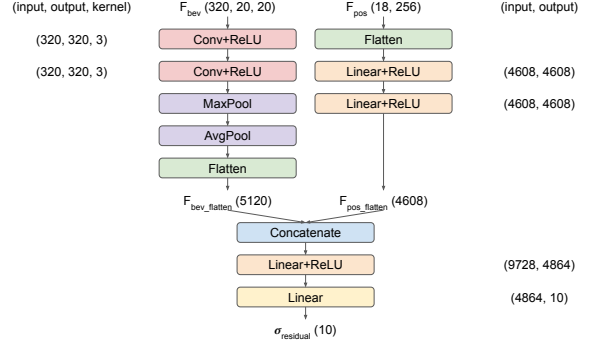 (input, output, kernel) F_bev (320, 20, 20) F_pos (18, 256) (input, output)
(320, 320, 3) Conv+ReLU Flatten
(320, 320, 3) Conv+ReLU Linear+ReLU (4608, 4608)
MaxPool Linear+ReLU (4608, 4608)
AvgPool
Flatten
F_bev_flatten (5120) F_pos_flatten (4608)
Concatenate
Linear+ReLU (9728, 4864)
Linear (4864, 10)
σ_residual (10)